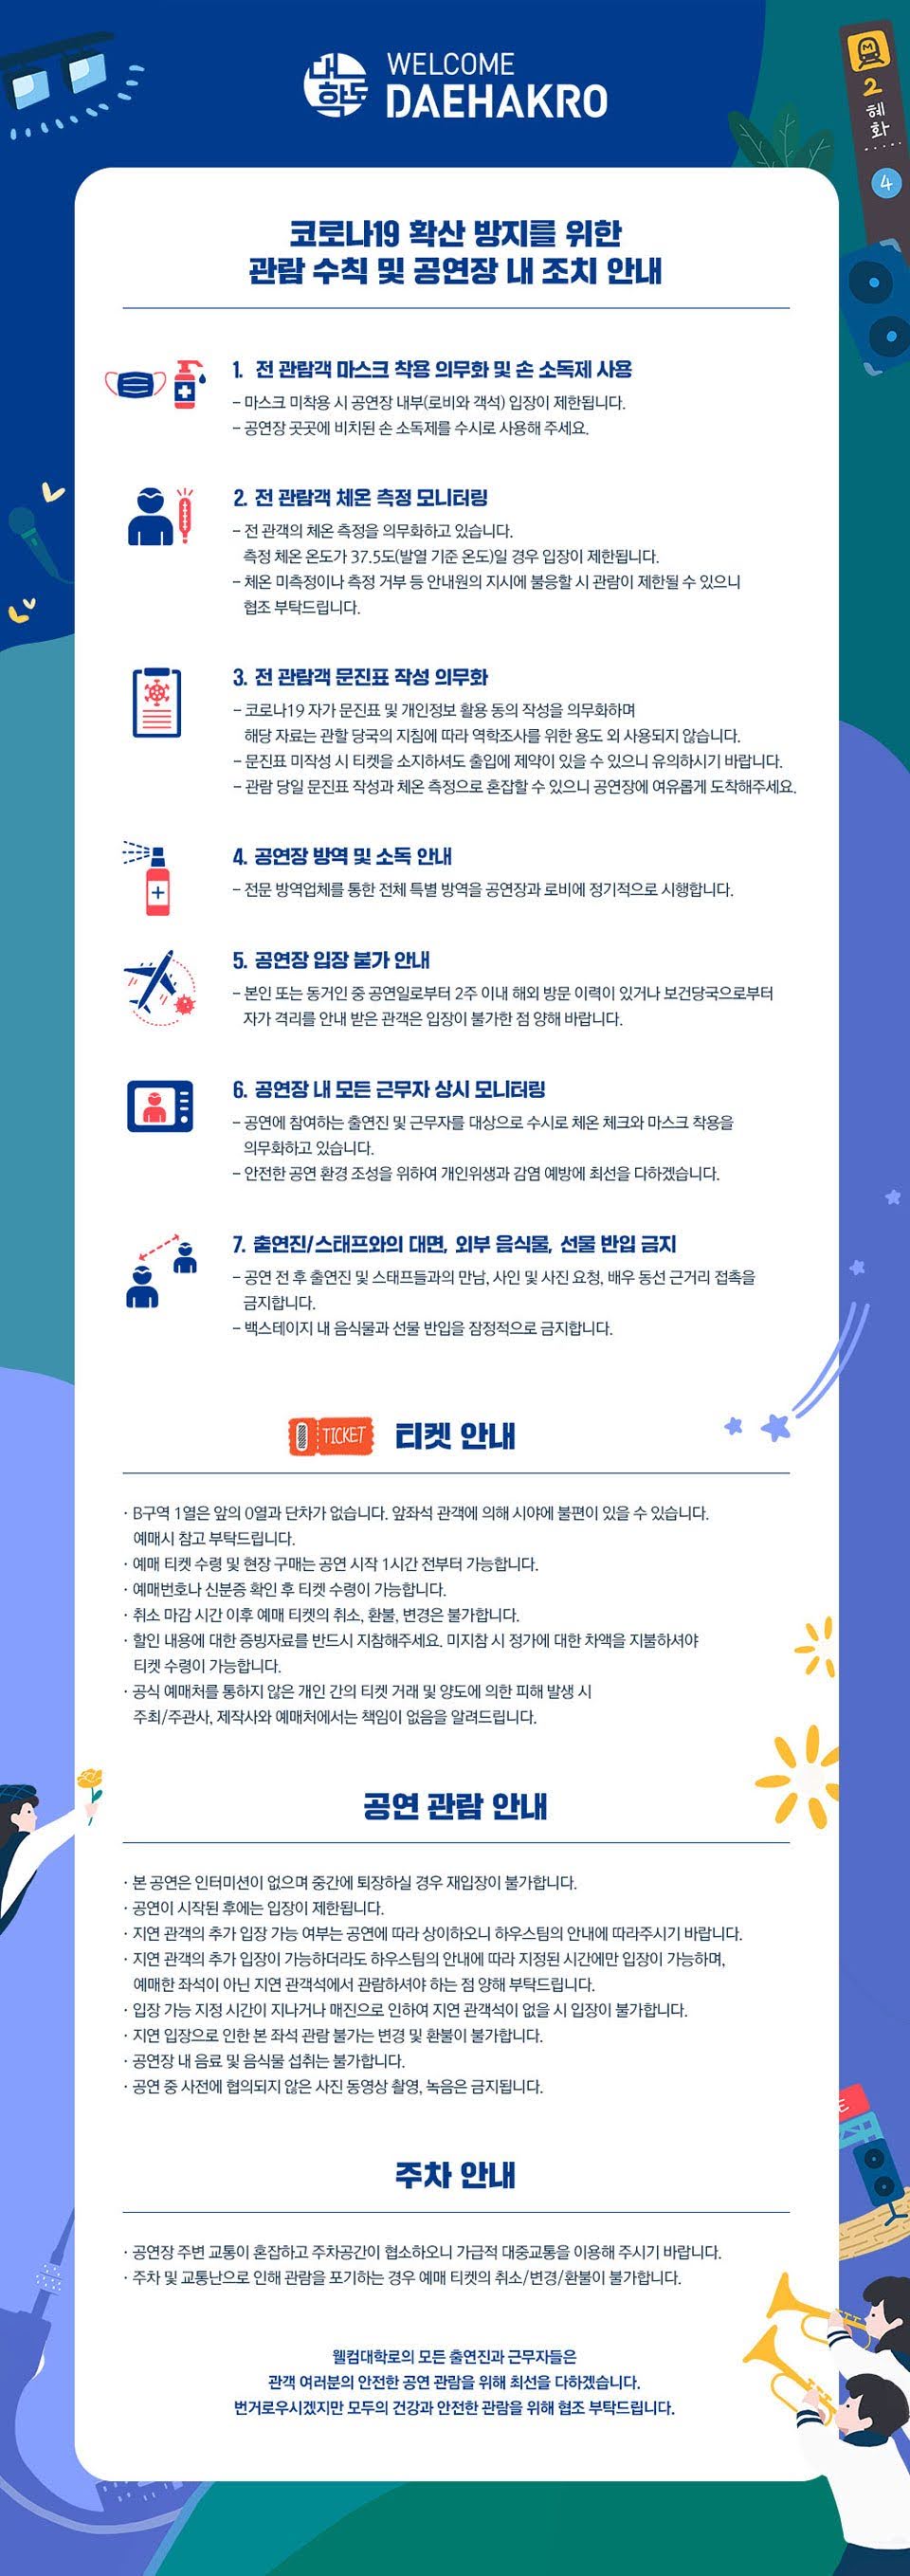 대학로
WELCOME
DAEHAKRO
2
혜화
4
코로나19 확산 방지를 위한
관람 수칙 및 공연장 내 조치 안내
1. 전 관람객 마스크 착용 의무화 및 손 소독제 사용
– 마스크 미착용 시 공연장 내부(로비와 객석) 입장이 제한됩니다.
– 공연장 곳곳에 비치된 손 소독제를 수시로 사용해 주세요.
2. 전 관람객 체온 측정 모니터링
– 전 관객의 체온 측정을 의무화하고 있습니다.
측정 체온 온도가 37.5도(발열 기준 온도)일 경우 입장이 제한됩니다.
– 체온 미측정이나 측정 거부 등 안내원의 지시에 불응할 시 관람이 제한될 수 있으니
협조 부탁드립니다.
3. 전 관람객 문진표 작성 의무화
– 코로나19 자가 문진표 및 개인정보 활용 동의 작성을 의무화하며
해당 자료는 관할 당국의 지침에 따라 역학조사를 위한 용도 외 사용되지 않습니다.
– 문진표 미작성 시 티켓을 소지하셔도 출입에 제약이 있을 수 있으니 유의하시기 바랍니다.
– 관람 당일 문진표 작성과 체온 측정으로 혼잡할 수 있으니 공연장에 여유롭게 도착해주세요.
4. 공연장 방역 및 소독 안내
– 전문 방역업체를 통한 전체 특별 방역을 공연장과 로비에 정기적으로 시행합니다.
5. 공연장 입장 불가 안내
– 본인 또는 동거인 중 공연일로부터 2주 이내 해외 방문 이력이 있거나 보건당국으로부터
자가 격리를 안내 받은 관객은 입장이 불가한 점 양해 바랍니다.
6. 공연장 내 모든 근무자 상시 모니터링
– 공연에 참여하는 출연진 및 근무자를 대상으로 수시로 체온 체크와 마스크 착용을
의무화하고 있습니다.
– 안전한 공연 환경 조성을 위하여 개인위생과 감염 예방에 최선을 다하겠습니다.
7. 출연진/스태프와의 대면, 외부 음식물, 선물 반입 금지
– 공연 전 후 출연진 및 스태프들과의 만남, 사인 및 사진 요청, 배우 동선 근거리 접촉을
금지합니다.
– 백스테이지 내 음식물과 선물 반입을 잠정적으로 금지합니다.
TICKET 티켓 안내
· B구역 1열은 앞의 0열과 단차가 없습니다. 앞좌석 관객에 의해 시야에 불편이 있을 수 있습니다.
예매시 참고 부탁드립니다.
· 예매 티켓 수령 및 현장 구매는 공연 시작 1시간 전부터 가능합니다.
· 예매번호나 신분증 확인 후 티켓 수령이 가능합니다.
· 취소 마감 시간 이후 예매 티켓의 취소, 환불, 변경은 불가합니다.
· 할인 내용에 대한 증빙자료를 반드시 지참해주세요. 미지참 시 정가에 대한 차액을 지불하셔야
티켓 수령이 가능합니다.
· 공식 예매처를 통하지 않은 개인 간의 티켓 거래 및 양도에 의한 피해 발생 시
주최/주관사, 제작사와 예매처에서는 책임이 없음을 알려드립니다.
공연 관람 안내
· 본 공연은 인터미션이 없으며 중간에 퇴장하실 경우 재입장이 불가합니다.
· 공연이 시작된 후에는 입장이 제한됩니다.
· 지연 관객의 추가 입장 가능 여부는 공연에 따라 상이하오니 하우스팀의 안내에 따라주시기 바랍니다.
· 지연 관객의 추가 입장이 가능하더라도 하우스팀의 안내에 따라 지정된 시간에만 입장이 가능하며,
예매한 좌석이 아닌 지연 관객석에서 관람하셔야 하는 점 양해 부탁드립니다.
· 입장 가능 지정 시간이 지나거나 매진으로 인하여 지연 관객석이 없을 시 입장이 불가합니다.
· 지연 입장으로 인한 본 좌석 관람 불가는 변경 및 환불이 불가합니다.
· 공연장 내 음료 및 음식물 섭취는 불가합니다.
· 공연 중 사전에 협의되지 않은 사진 동영상 촬영, 녹음은 금지됩니다.
주차 안내
· 공연장 주변 교통이 혼잡하고 주차공간이 협소하오니 가급적 대중교통을 이용해 주시기 바랍니다.
· 주차 및 교통난으로 인해 관람을 포기하는 경우 예매 티켓의 취소/변경/환불이 불가합니다.
웰컴대학로의 모든 출연진과 근무자들은
관객 여러분의 안전한 공연 관람을 위해 최선을 다하겠습니다.
번거로우시겠지만 모두의 건강과 안전한 관람을 위해 협조 부탁드립니다.